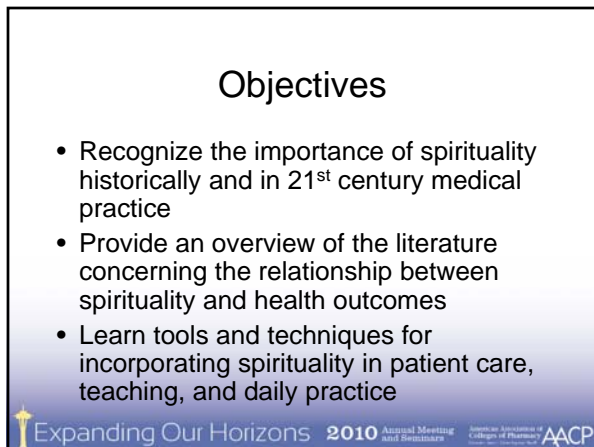 Objectives
• Recognize the importance of spirituality
historically and in 21st century medical
practice
• Provide an overview of the literature
concerning the relationship between
spirituality and health outcomes
• Learn tools and techniques for
incorporating spirituality in patient care,
teaching, and daily practice
Expanding Our Horizons 2010 Annual Meeting
and Seminars
American Association of
Colleges of Pharmacy
AACP